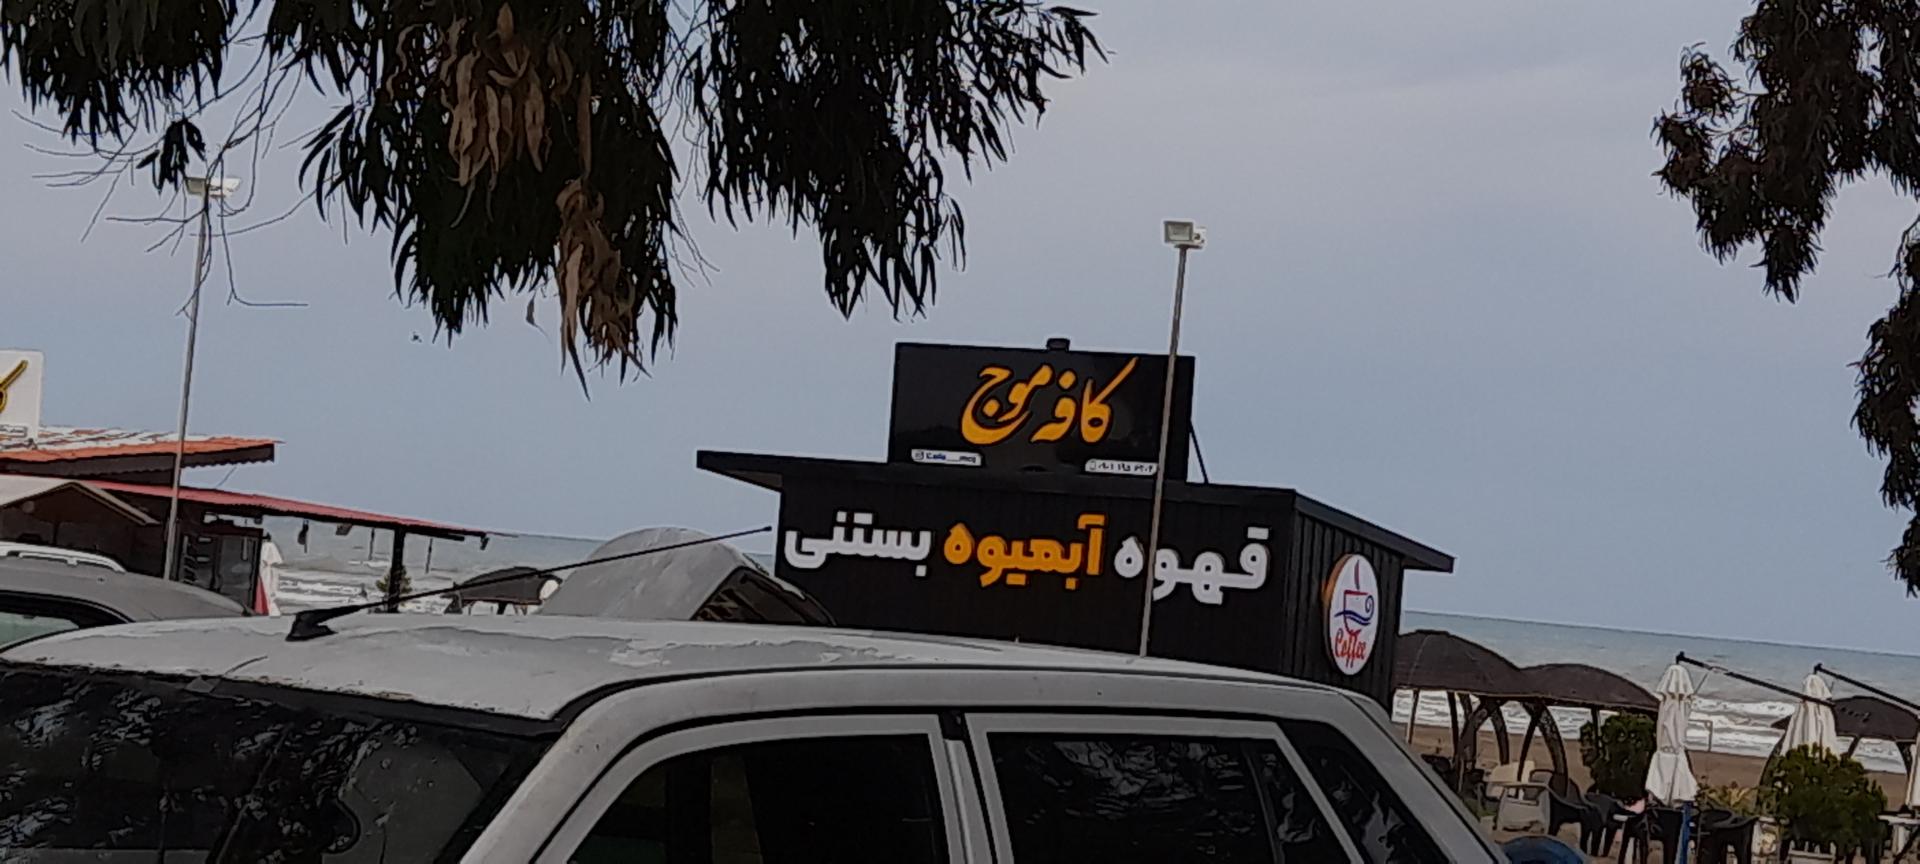 کافه موج
قهوه آبمیوه بستنی
Coffee